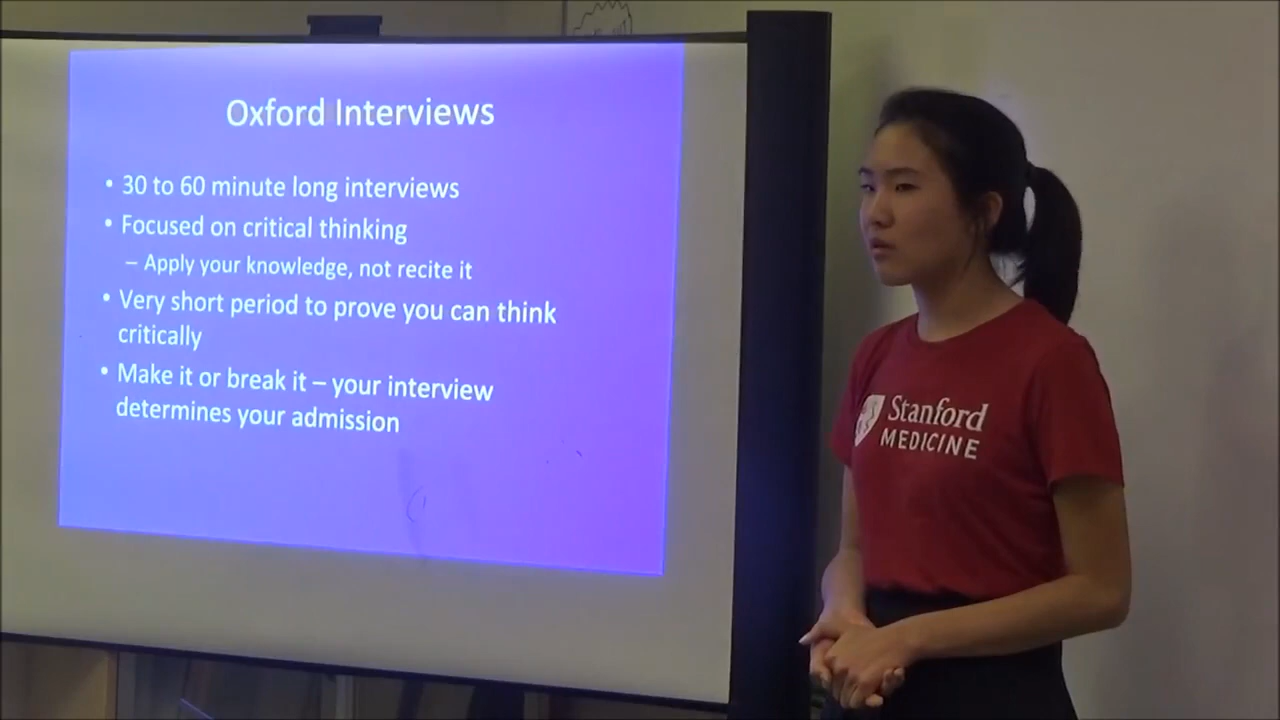 Oxford Interviews
• 30 to 60 minute long interviews
• Focused on critical thinking
– Apply your knowledge, not recite it
• Very short period to prove you can think
critically
• Make it or break it – your interview
determines your admission
Stanford
MEDICINE